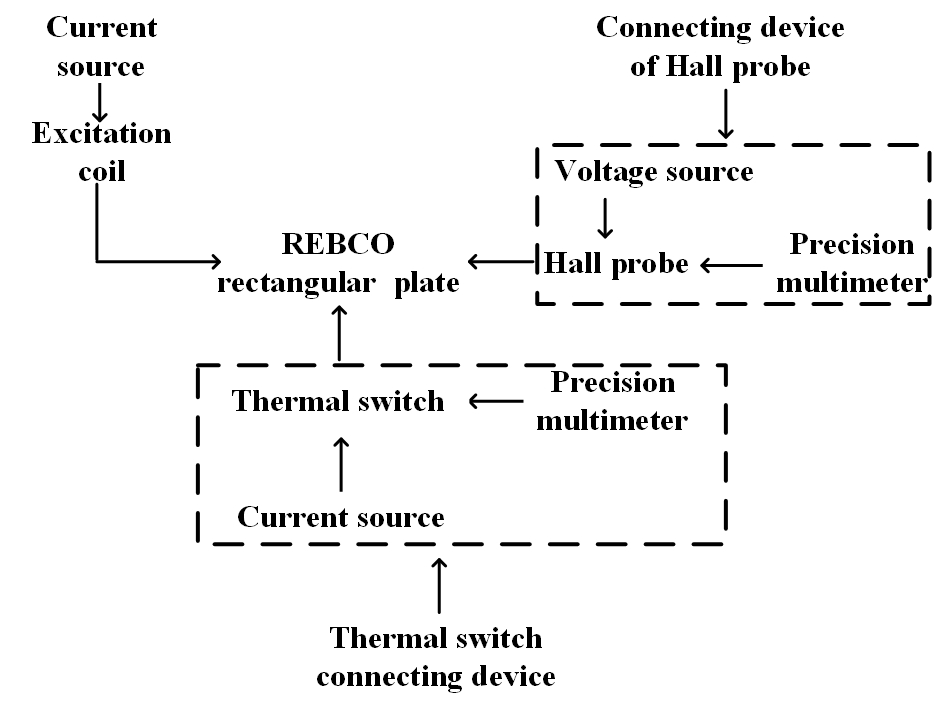 Current
source
Excitation
coil
Connecting device
of Hall probe
Voltage source
Hall probe
Precision
multimeter
REBCO
rectangular plate
Thermal switch
Precision
multimeter
Current source
Thermal switch
connecting device